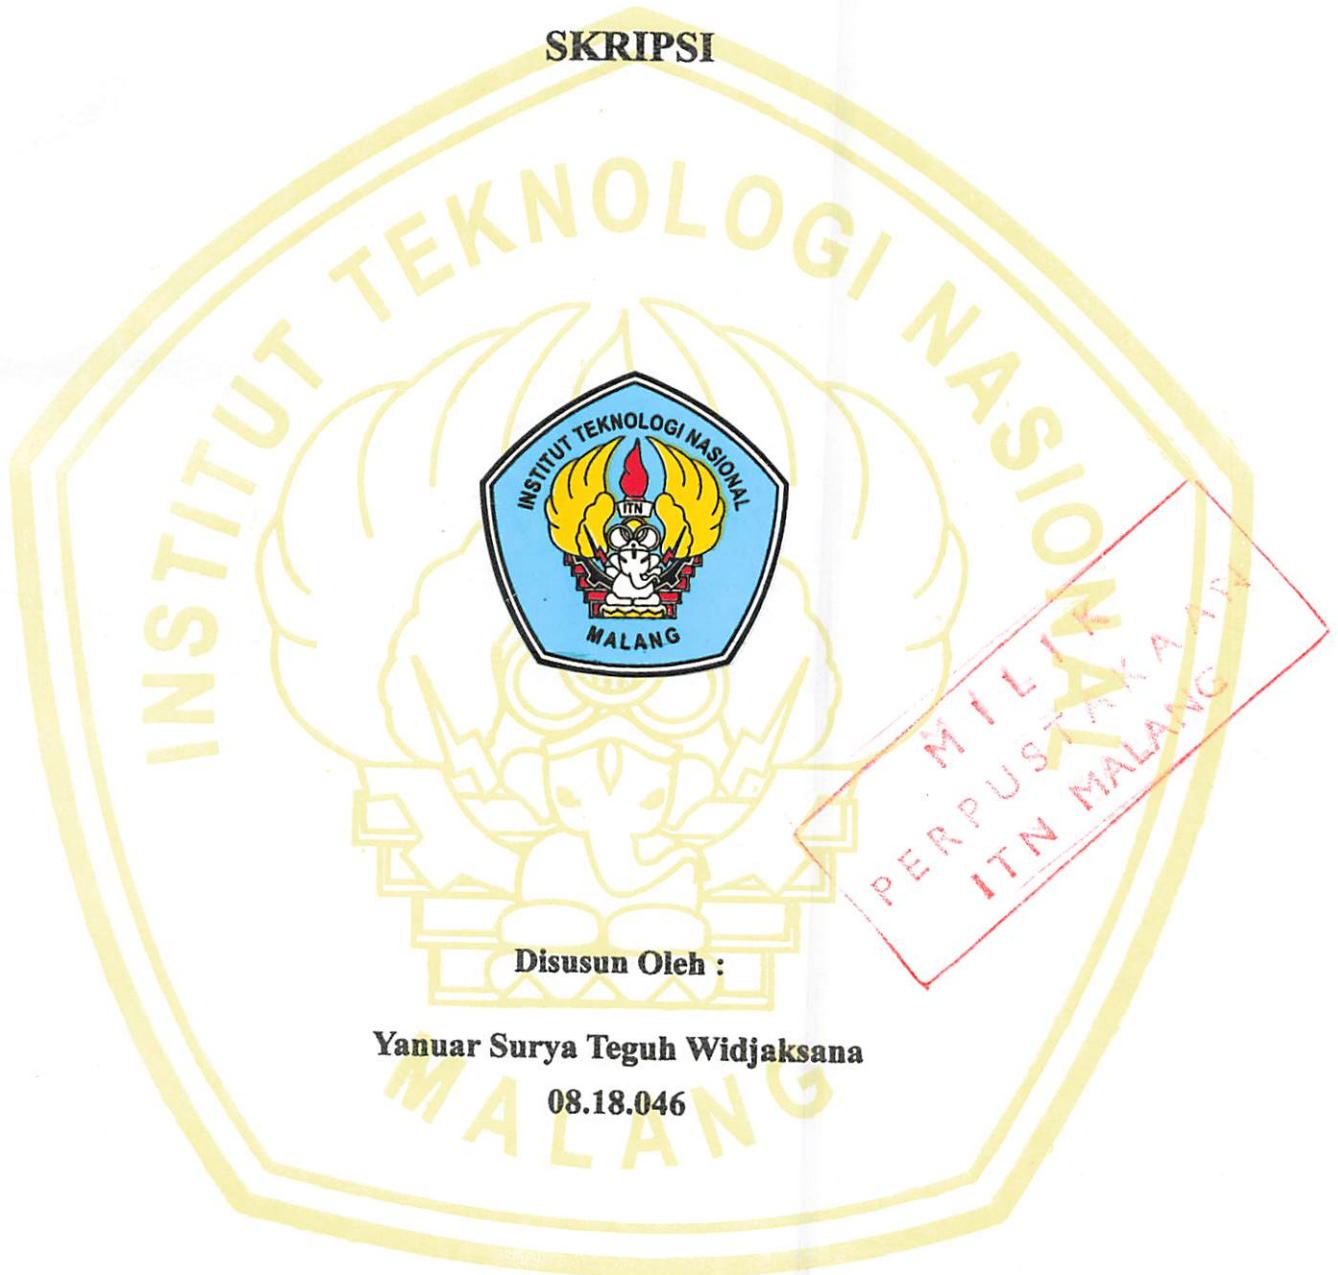 SKRIPSI
INSTITUT TEKNOLOGI NASIONAL
INSTITUT TEKNOLOGI NASIONAL
ITN
MALANG
MILIK
PERPUSTAKAAN
ITN MALANG
Disusun Oleh :
Yanuar Surya Teguh Widjaksana
08.18.046
MALANG